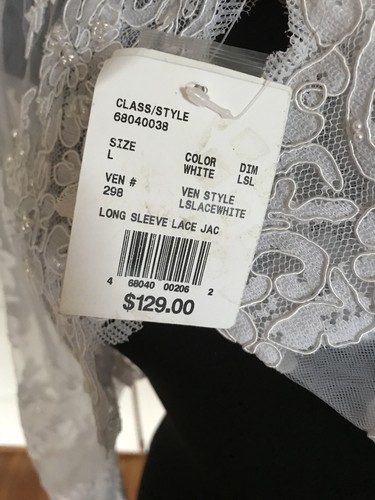 CLASS/STYLE
68040038
SIZE COLOR DIM
L WHITE LSL
VEN # VEN STYLE
298 LSLACEWHITE
LONG SLEEVE LACE JAC
4 68040 00206 2
$129.00